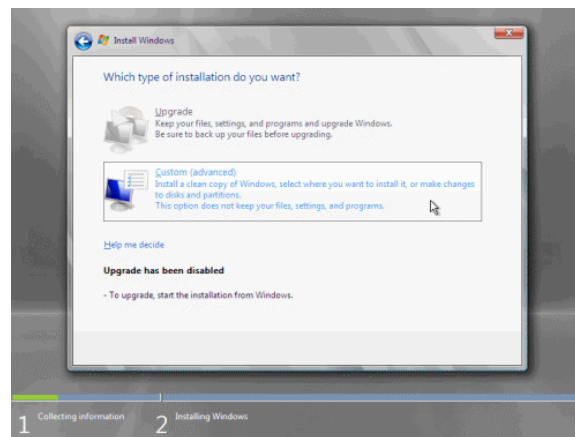 Install Windows
Which type of installation do you want?
Upgrade
Keep your files, settings, and programs and upgrade Windows.
Be sure to back up your files before upgrading.
Custom (advanced)
Install a clean copy of Windows, select where you want to install it, or make changes
to disks and partitions.
This option does not keep your files, settings, and programs.
Help me decide
Upgrade has been disabled
- To upgrade, start the installation from Windows.
1 Collecting information 2 Installing Windows